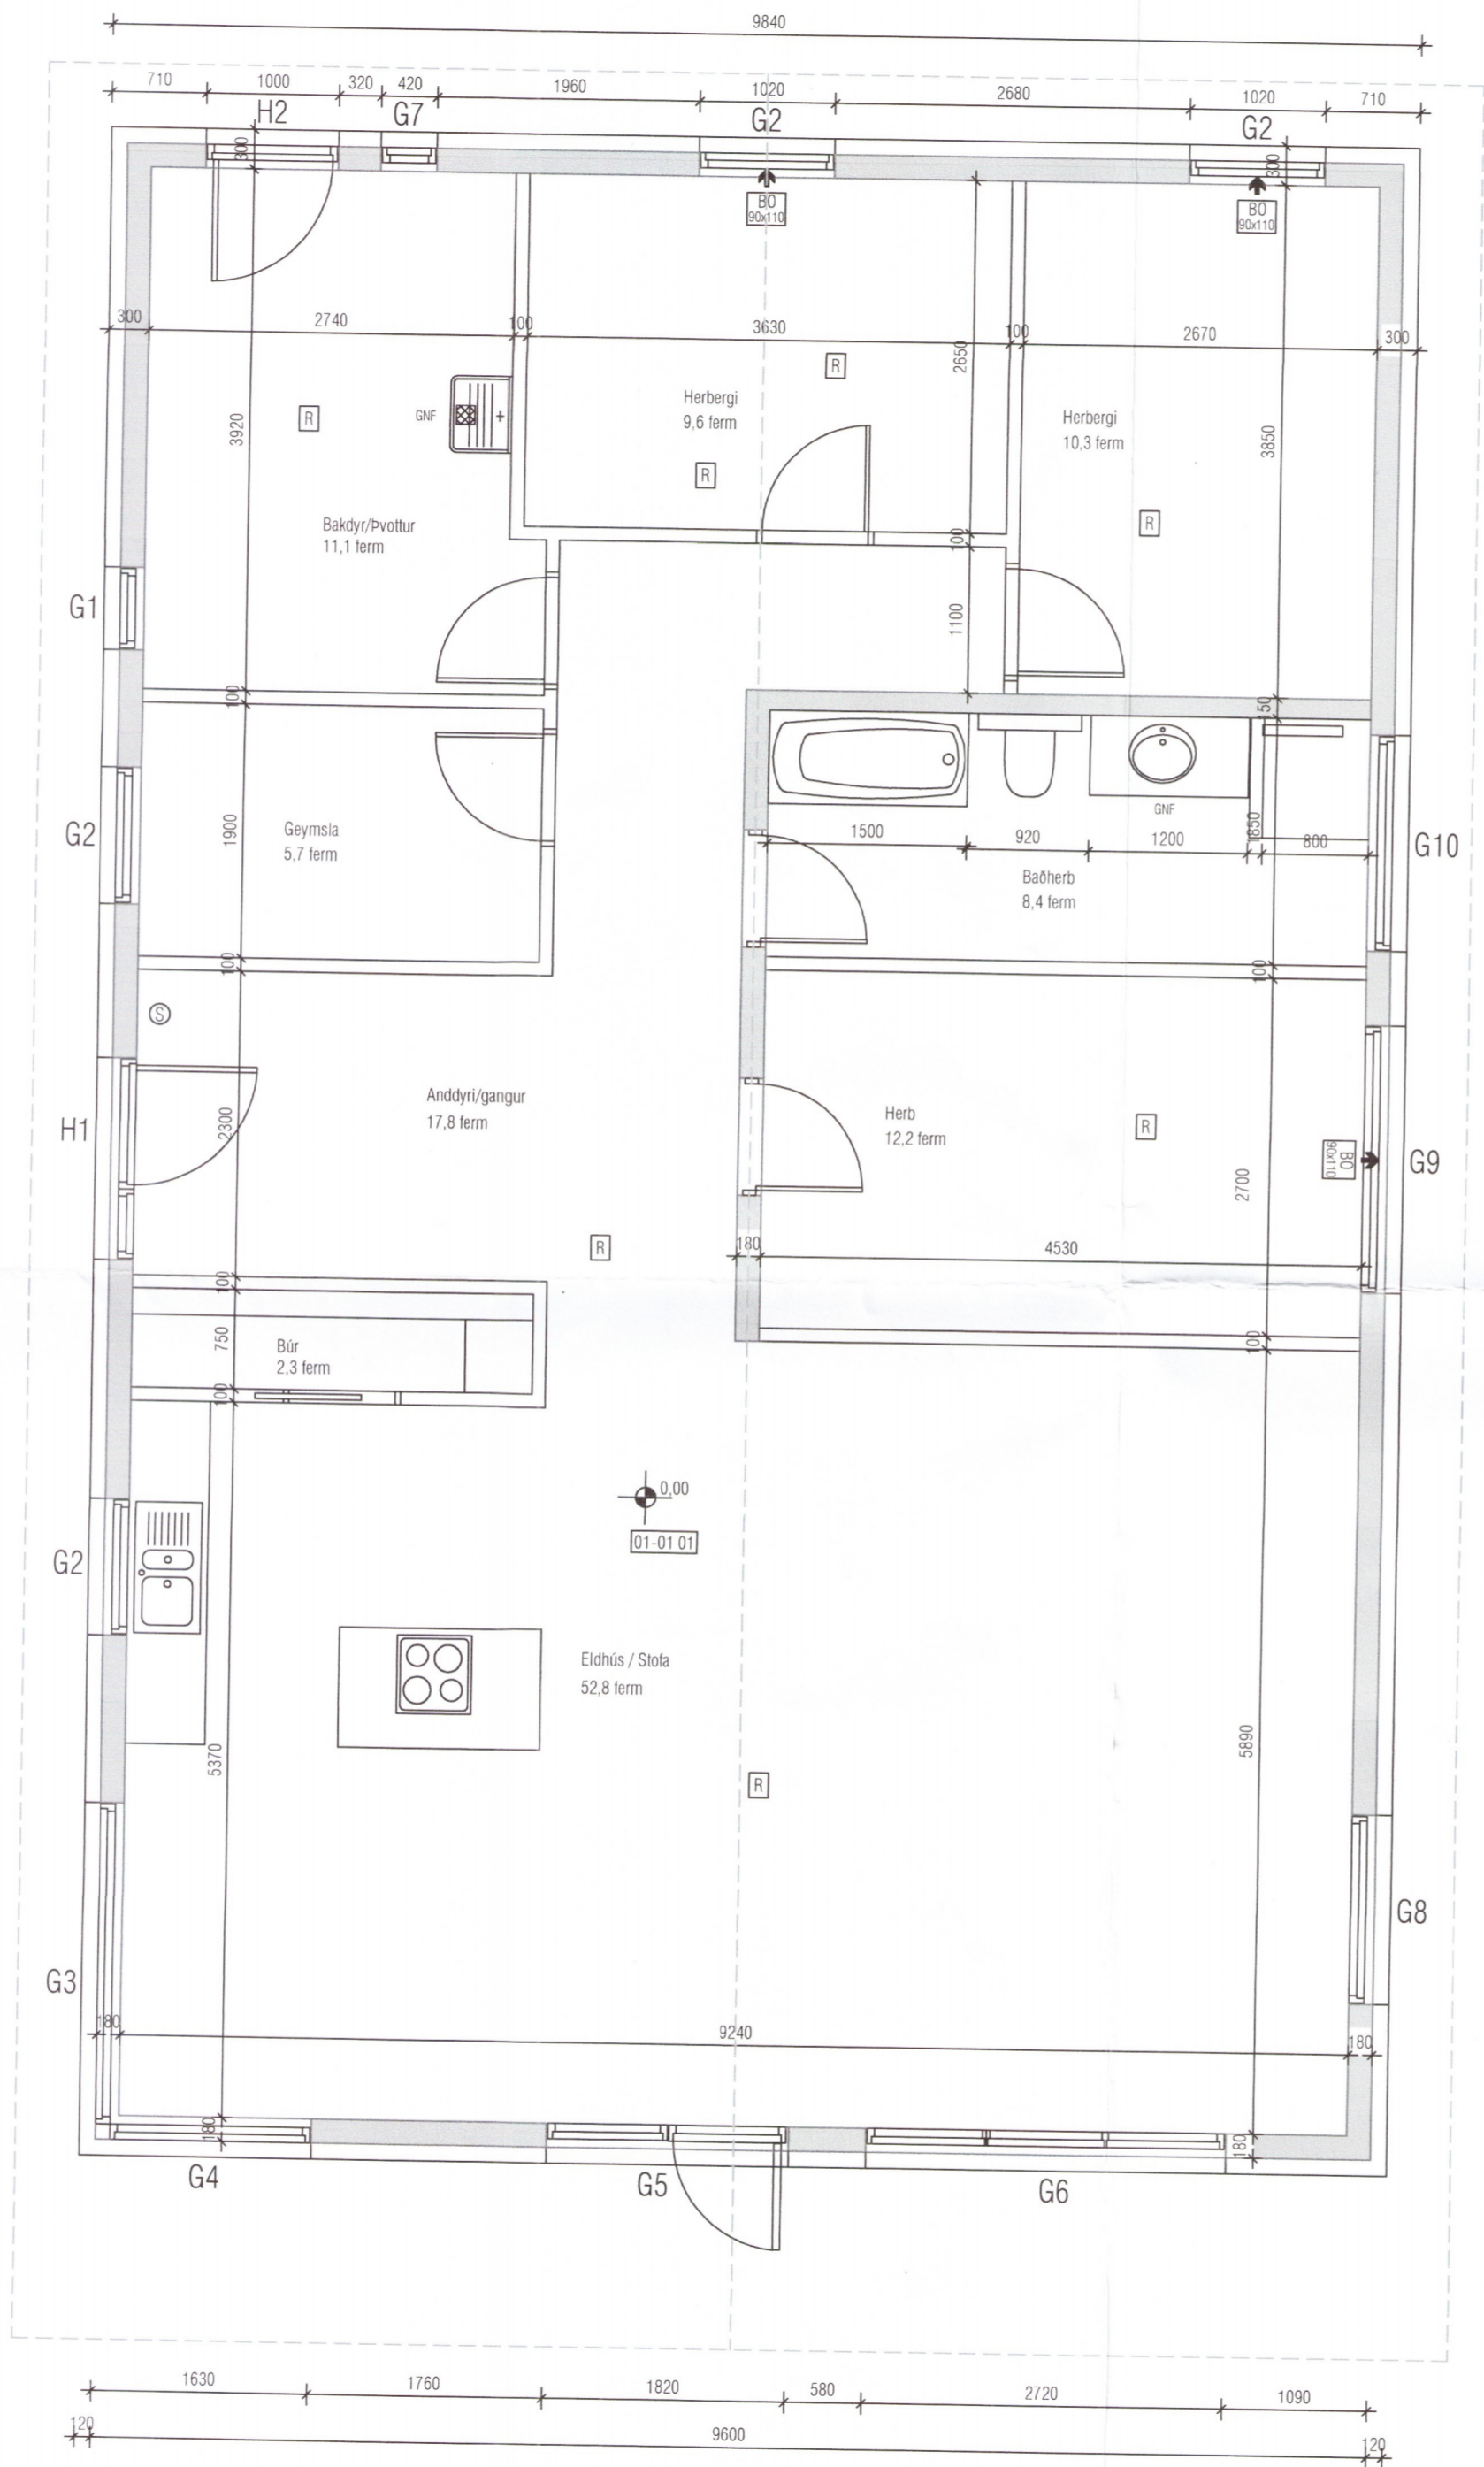 9840
710 1000 320 420 1960 1020 2680 1020 710
H2 G7 G2 G2
300 300
BO
90x110
BO
90x110
300 2740 100 3630 100 2670 300
2650
R
GNF
R
3920
Herbergi
9,6 ferm
Herbergi
10,3 ferm
3850
R
R
Bakdyr/Þvottur
11,1 ferm
100
G1
1100
100
150
G2
1900
Geymsla
5,7 ferm
GNF
1500 920 1200 850 800
G10
Baðherb
8,4 ferm
100
100
S
H1
2300
Anddyri/gangur
17,8 ferm
Herb
12,2 ferm
R
BO
90x110
G9
2700
R
180 4530
100
750
Búr
2,3 ferm
100
100
0,00
01-01 01
G2
Eldhús / Stofa
52,8 ferm
5370
5890
R
G8
G3
180 9240 180
180
180
G4 G5 G6
1630 1760 1820 580 2720 1090
120 9600 120